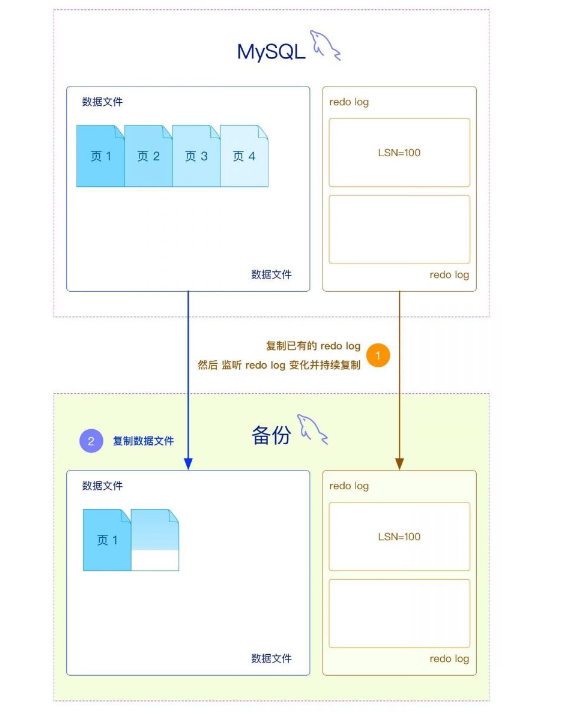 MySQL
数据文件
页 1
页 2
页 3
页 4
数据文件
redo log
LSN=100
redo log
复制已有的 redo log
然后 监听 redo log 变化并持续复制
1
备份
2 复制数据文件
数据文件
页 1
数据文件
redo log
LSN=100
redo log